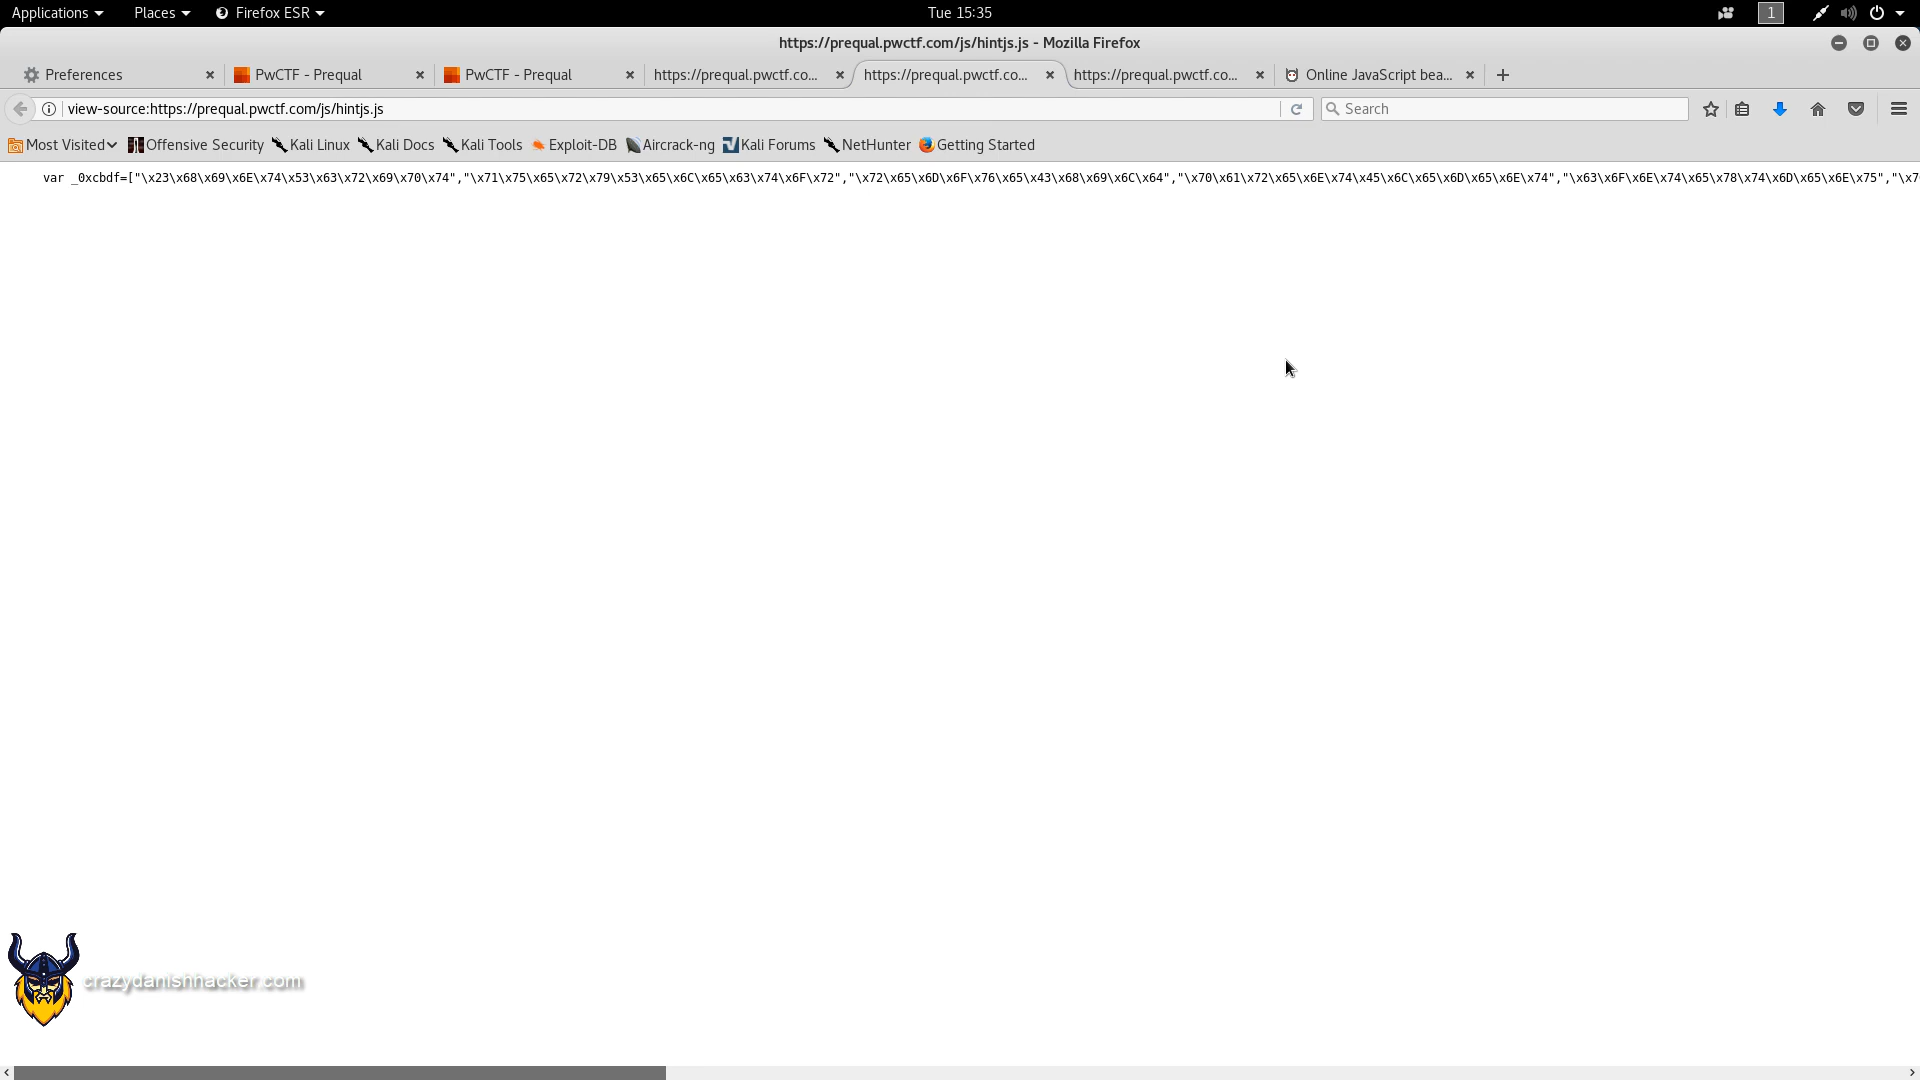 Applications Places Firefox ESR Tue 15:35 1
https://prequal.pwctf.com/js/hintjs.js - Mozilla Firefox
Preferences PwCTF - Prequal PwCTF - Prequal https://prequal.pwctf.co... https://prequal.pwctf.co... https://prequal.pwctf.co... Online JavaScript bea...
view-source:https://prequal.pwctf.com/js/hintjs.js Search
Most Visited Offensive Security Kali Linux Kali Docs Kali Tools Exploit-DB Aircrack-ng Kali Forums NetHunter Getting Started
var _0xcbdf=["\x23\x68\x69\x6E\x74\x53\x63\x72\x69\x70\x74","\x71\x75\x65\x72\x79\x53\x65\x6C\x65\x63\x74\x6F\x72","\x72\x65\x6D\x6F\x76\x65\x43\x68\x69\x6C\x64","\x70\x61\x72\x65\x6E\x74\x45\x6C\x65\x6D\x65\x6E\x74","\x63\x6F\x6E\x74\x65\x78\x74\x6D\x65\x6E\x75","\x7
crazydanishhacker.com